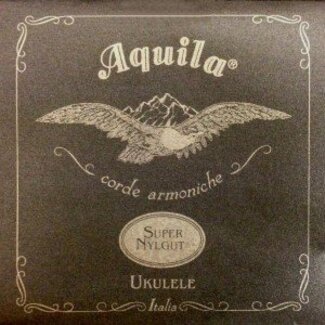 Aquila®
corde armoniche
SUPER
NYLGUT
UKULELE
Italia